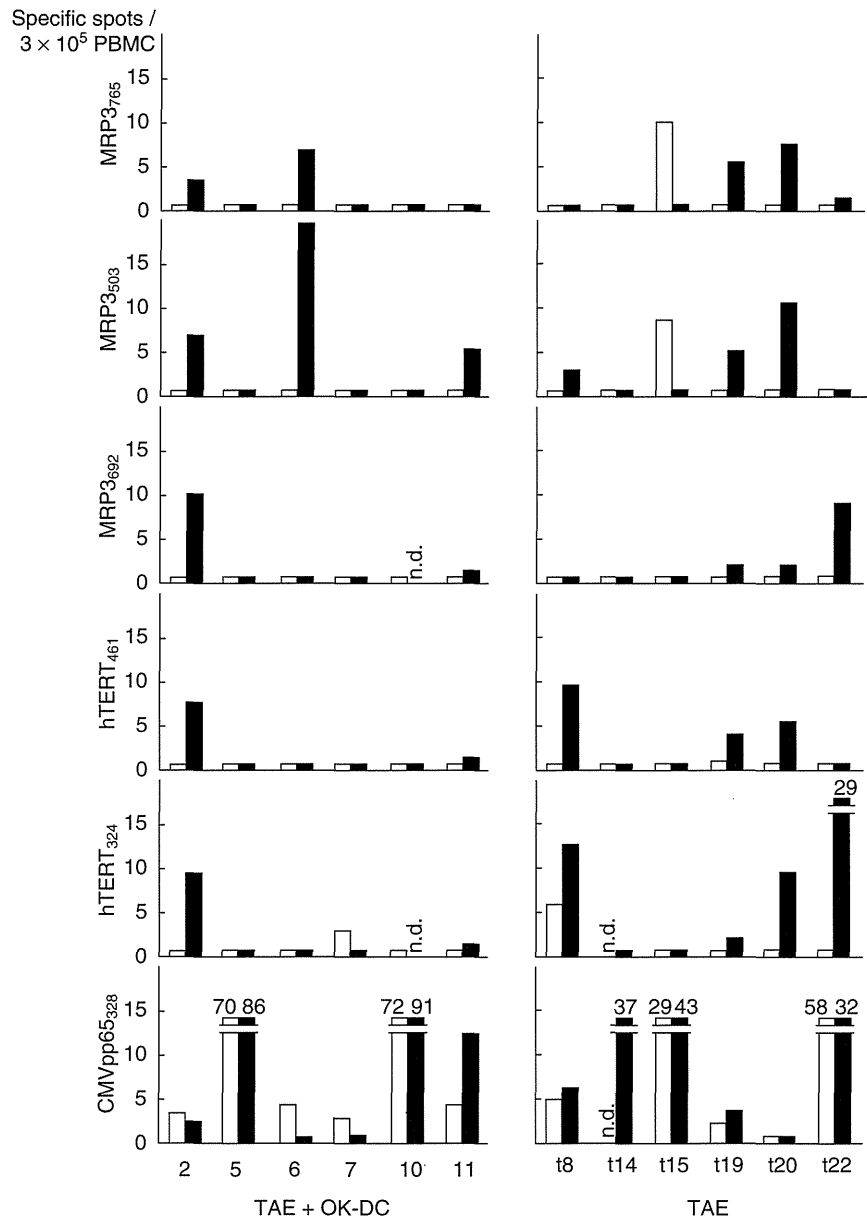 Specific spots /
3 × 10⁵ PBMC
MRP3₇₆₅
15
10
5
0
MRP3₅₀₃
15
10
5
0
MRP3₆₉₂
15
10
5
0
n.d.
hTERT₄₆₁
15
10
5
0
hTERT₃₂₄
15
10
5
0
n.d.
n.d.
29
CMVpp65₃₂₈
15
10
5
0
70 86
72 91
n.d.
37
29 43
58 32
2 5 6 7 10 11
t8 t14 t15 t19 t20 t22
TAE + OK-DC
TAE